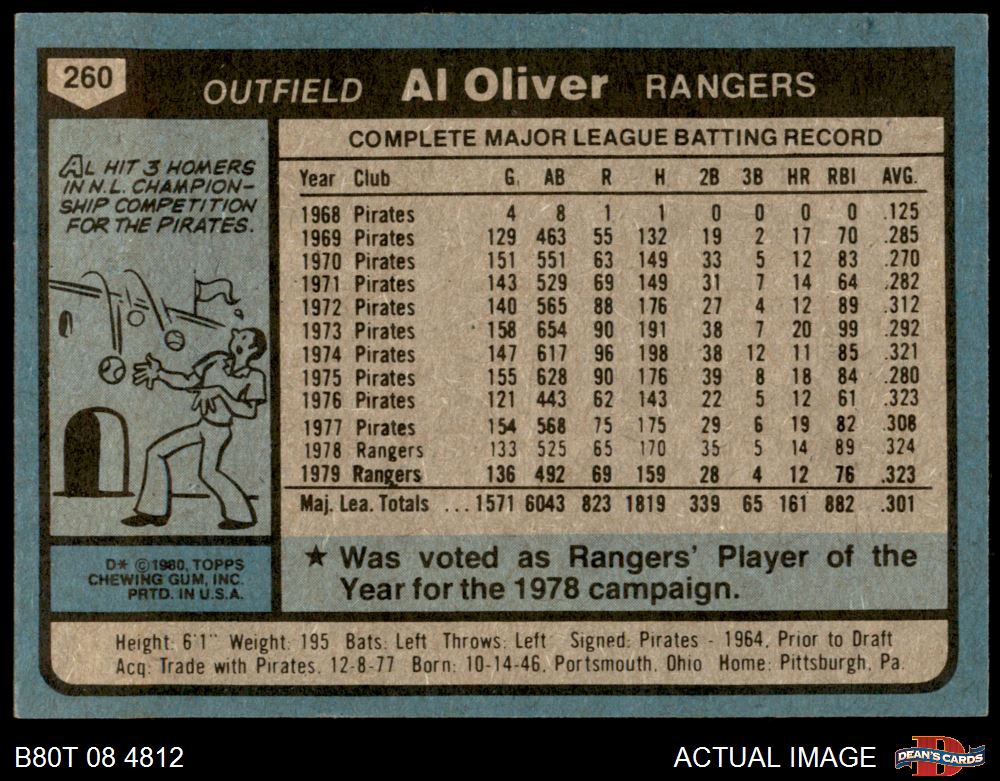 260
OUTFIELD Al Oliver RANGERS
AL HIT 3 HOMERS
IN N.L. CHAMPION-
SHIP COMPETITION
FOR THE PIRATES.
COMPLETE MAJOR LEAGUE BATTING RECORD
Year Club G. AB R H 2B 3B HR RBI AVG.
1968 Pirates 4 8 1 1 0 0 0 0 .125
1969 Pirates 129 463 55 132 19 2 17 70 .285
1970 Pirates 151 551 63 149 33 5 12 83 .270
1971 Pirates 143 529 69 149 31 7 14 64 .282
1972 Pirates 140 565 88 176 27 4 12 89 .312
1973 Pirates 158 654 90 191 38 7 20 99 .292
1974 Pirates 147 617 96 198 38 12 11 85 .321
1975 Pirates 155 628 90 176 39 8 18 84 .280
1976 Pirates 121 443 62 143 22 5 12 61 .323
1977 Pirates 154 568 75 175 29 6 19 82 .308
1978 Rangers 133 525 65 170 35 5 14 89 .324
1979 Rangers 136 492 69 159 28 4 12 76 .323
Maj. Lea. Totals ... 1571 6043 823 1819 339 65 161 882 .301
D* © 1980, TOPPS
CHEWING GUM, INC.
PRTD. IN U.S.A.
★ Was voted as Rangers' Player of the
Year for the 1978 campaign.
Height: 6'1" Weight: 195 Bats: Left Throws: Left Signed: Pirates - 1964, Prior to Draft
Acq: Trade with Pirates, 12-8-77 Born: 10-14-46, Portsmouth, Ohio Home: Pittsburgh, Pa.
B80T 08 4812
ACTUAL IMAGE
D
DEAN'S CARDS